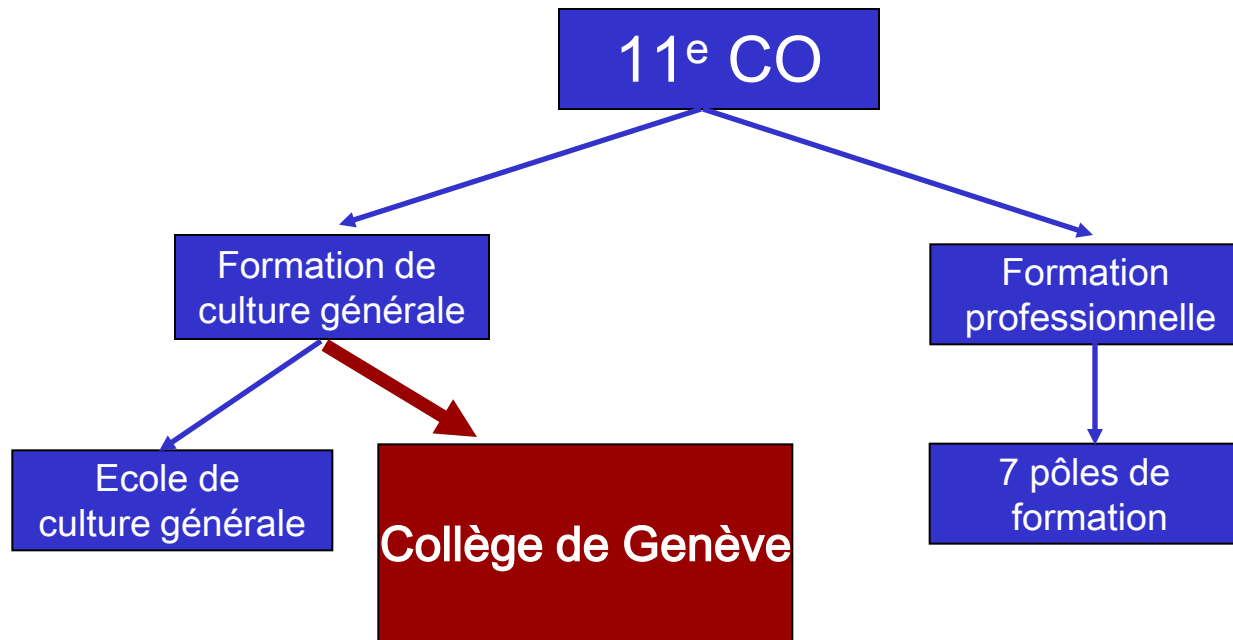 11e CO
Formation de
culture générale
Formation
professionnelle
Ecole de
culture générale
Collège de Genève
7 pôles de
formation